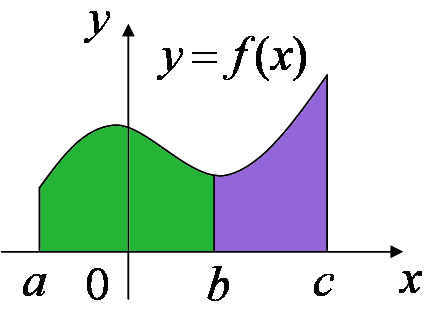 y
y = f(x)
a 0 b c x